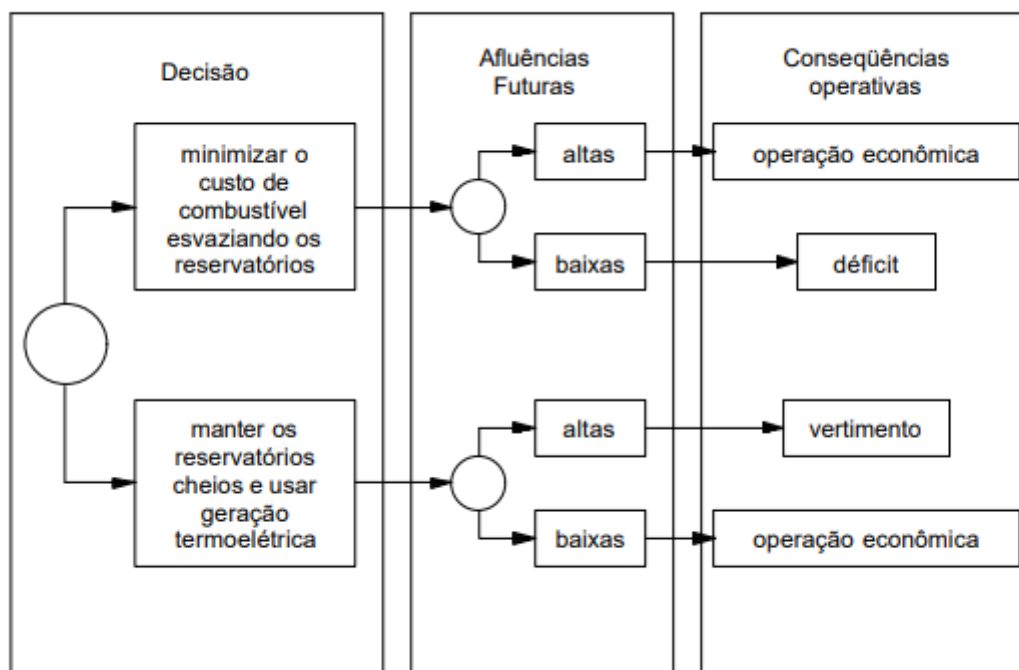 Decisão
Afluências
Futuras
Conseqüências
operativas
minimizar o
custo de
combustível
esvaziando os
reservatórios
altas
operação econômica
baixas
déficit
manter os
reservatórios
cheios e usar
geração
termoelétrica
altas
vertimento
baixas
operação econômica